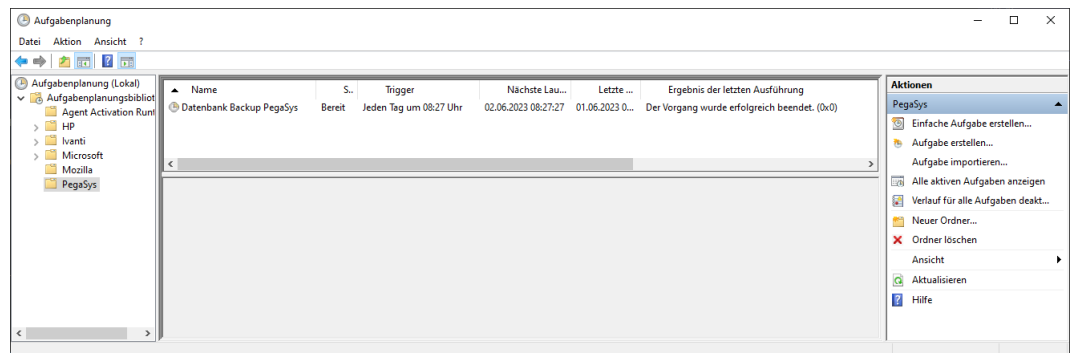 Aufgabenplanung
Datei Aktion Ansicht ?
Aufgabenplanung (Lokal)
Aufgabenplanungsbibliot
Agent Activation Runt
HP
Ivanti
Microsoft
Mozilla
PegaSys
Name S.. Trigger Nächste Lau... Letzte ... Ergebnis der letzten Ausführung
Datenbank Backup PegaSys Bereit Jeden Tag um 08:27 Uhr 02.06.2023 08:27:27 01.06.2023 0... Der Vorgang wurde erfolgreich beendet. (0x0)
Aktionen
PegaSys
Einfache Aufgabe erstellen...
Aufgabe erstellen...
Aufgabe importieren...
Alle aktiven Aufgaben anzeigen
Verlauf für alle Aufgaben deakt...
Neuer Ordner...
Ordner löschen
Ansicht
Aktualisieren
Hilfe